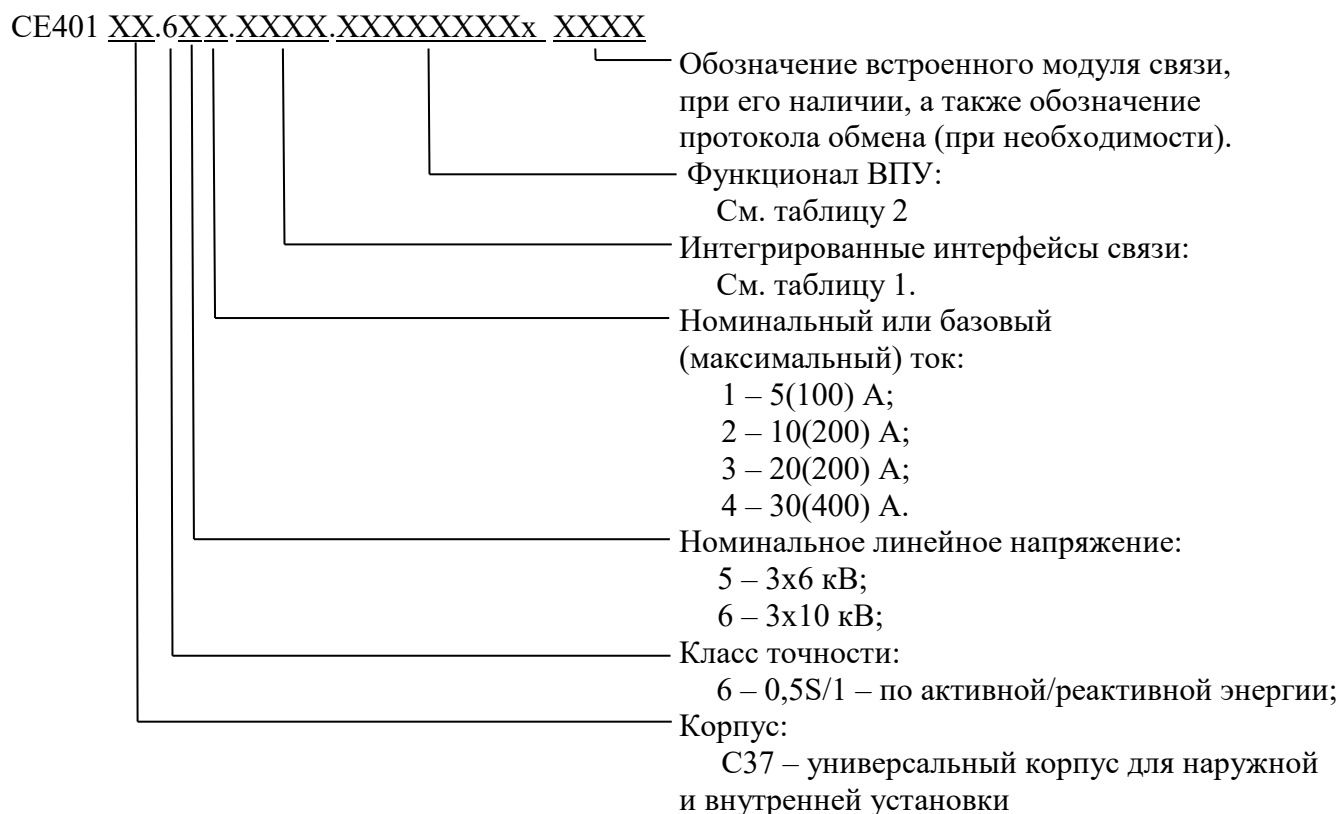 СЕ401 XX.6X X.XXXX.XXXXXXXXx XXXX
Обозначение встроенного модуля связи,
при его наличии, а также обозначение
протокола обмена (при необходимости).
Функционал ВПУ:
См. таблицу 2
Интегрированные интерфейсы связи:
См. таблицу 1.
Номинальный или базовый
(максимальный) ток:
1 – 5(100) А;
2 – 10(200) А;
3 – 20(200) А;
4 – 30(400) А.
Номинальное линейное напряжение:
5 – 3х6 кВ;
6 – 3х10 кВ;
Класс точности:
6 – 0,5S/1 – по активной/реактивной энергии;
Корпус:
С37 – универсальный корпус для наружной
и внутренней установки